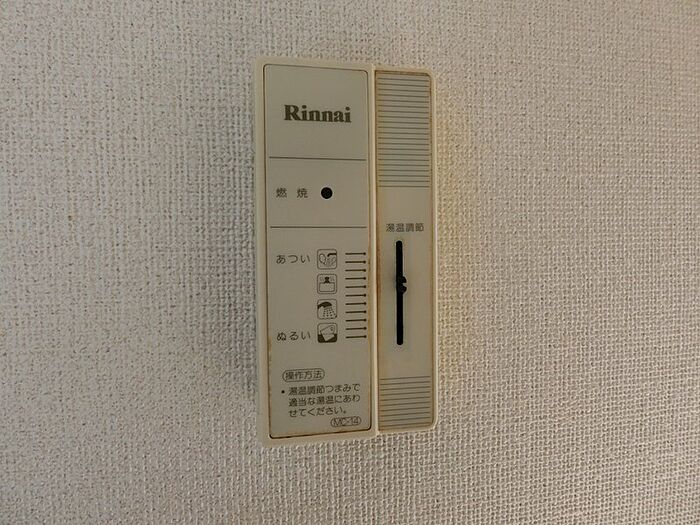 Rinnai
燃焼
湯温調節
あつい
ぬるい
操作方法
・湯温調節つまみで
適当な湯温にあわ
せてください。
MC-14